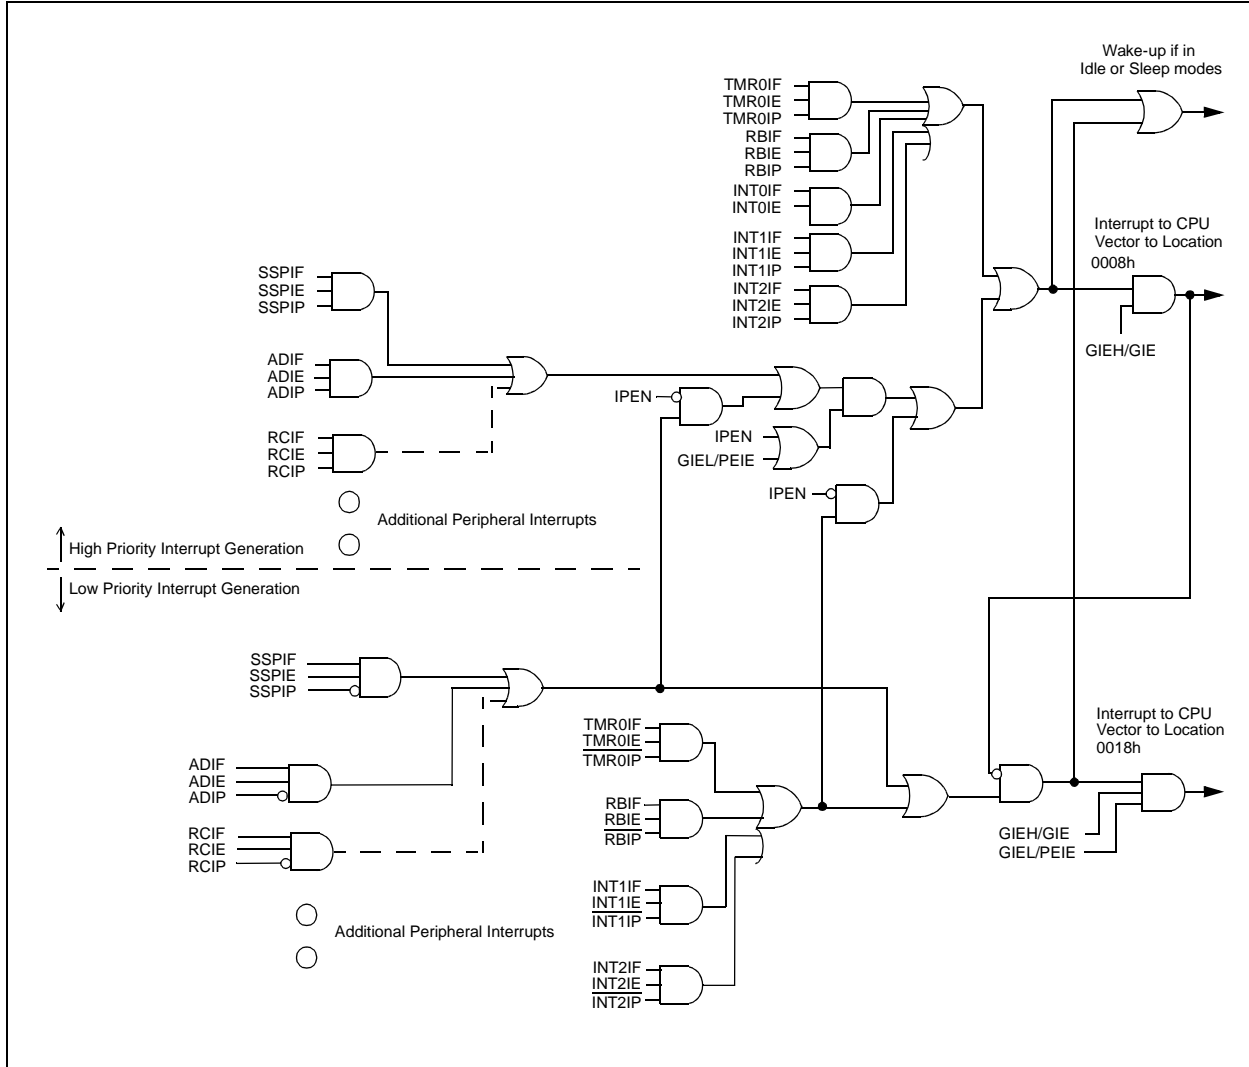 Wake-up if in
Idle or Sleep modes
TMR0IF
TMR0IE
TMR0IP
RBIF
RBIE
RBIP
INT0IF
INT0IE
INT1IF
INT1IE
INT1IP
INT2IF
INT2IE
INT2IP
Interrupt to CPU
Vector to Location
0008h
GIEH/GIE
SSPIF
SSPIE
SSPIP
ADIF
ADIE
ADIP
RCIF
RCIE
RCIP
IPEN
IPEN
GIEL/PEIE
IPEN
Additional Peripheral Interrupts
High Priority Interrupt Generation
Low Priority Interrupt Generation
SSPIF
SSPIE
SSPIP
ADIF
ADIE
ADIP
RCIF
RCIE
RCIP
Additional Peripheral Interrupts
TMR0IF
TMR0IE
TMR0IP
RBIF
RBIE
RBIP
INT1IF
INT1IE
INT1IP
INT2IF
INT2IE
INT2IP
Interrupt to CPU
Vector to Location
0018h
GIEH/GIE
GIEL/PEIE